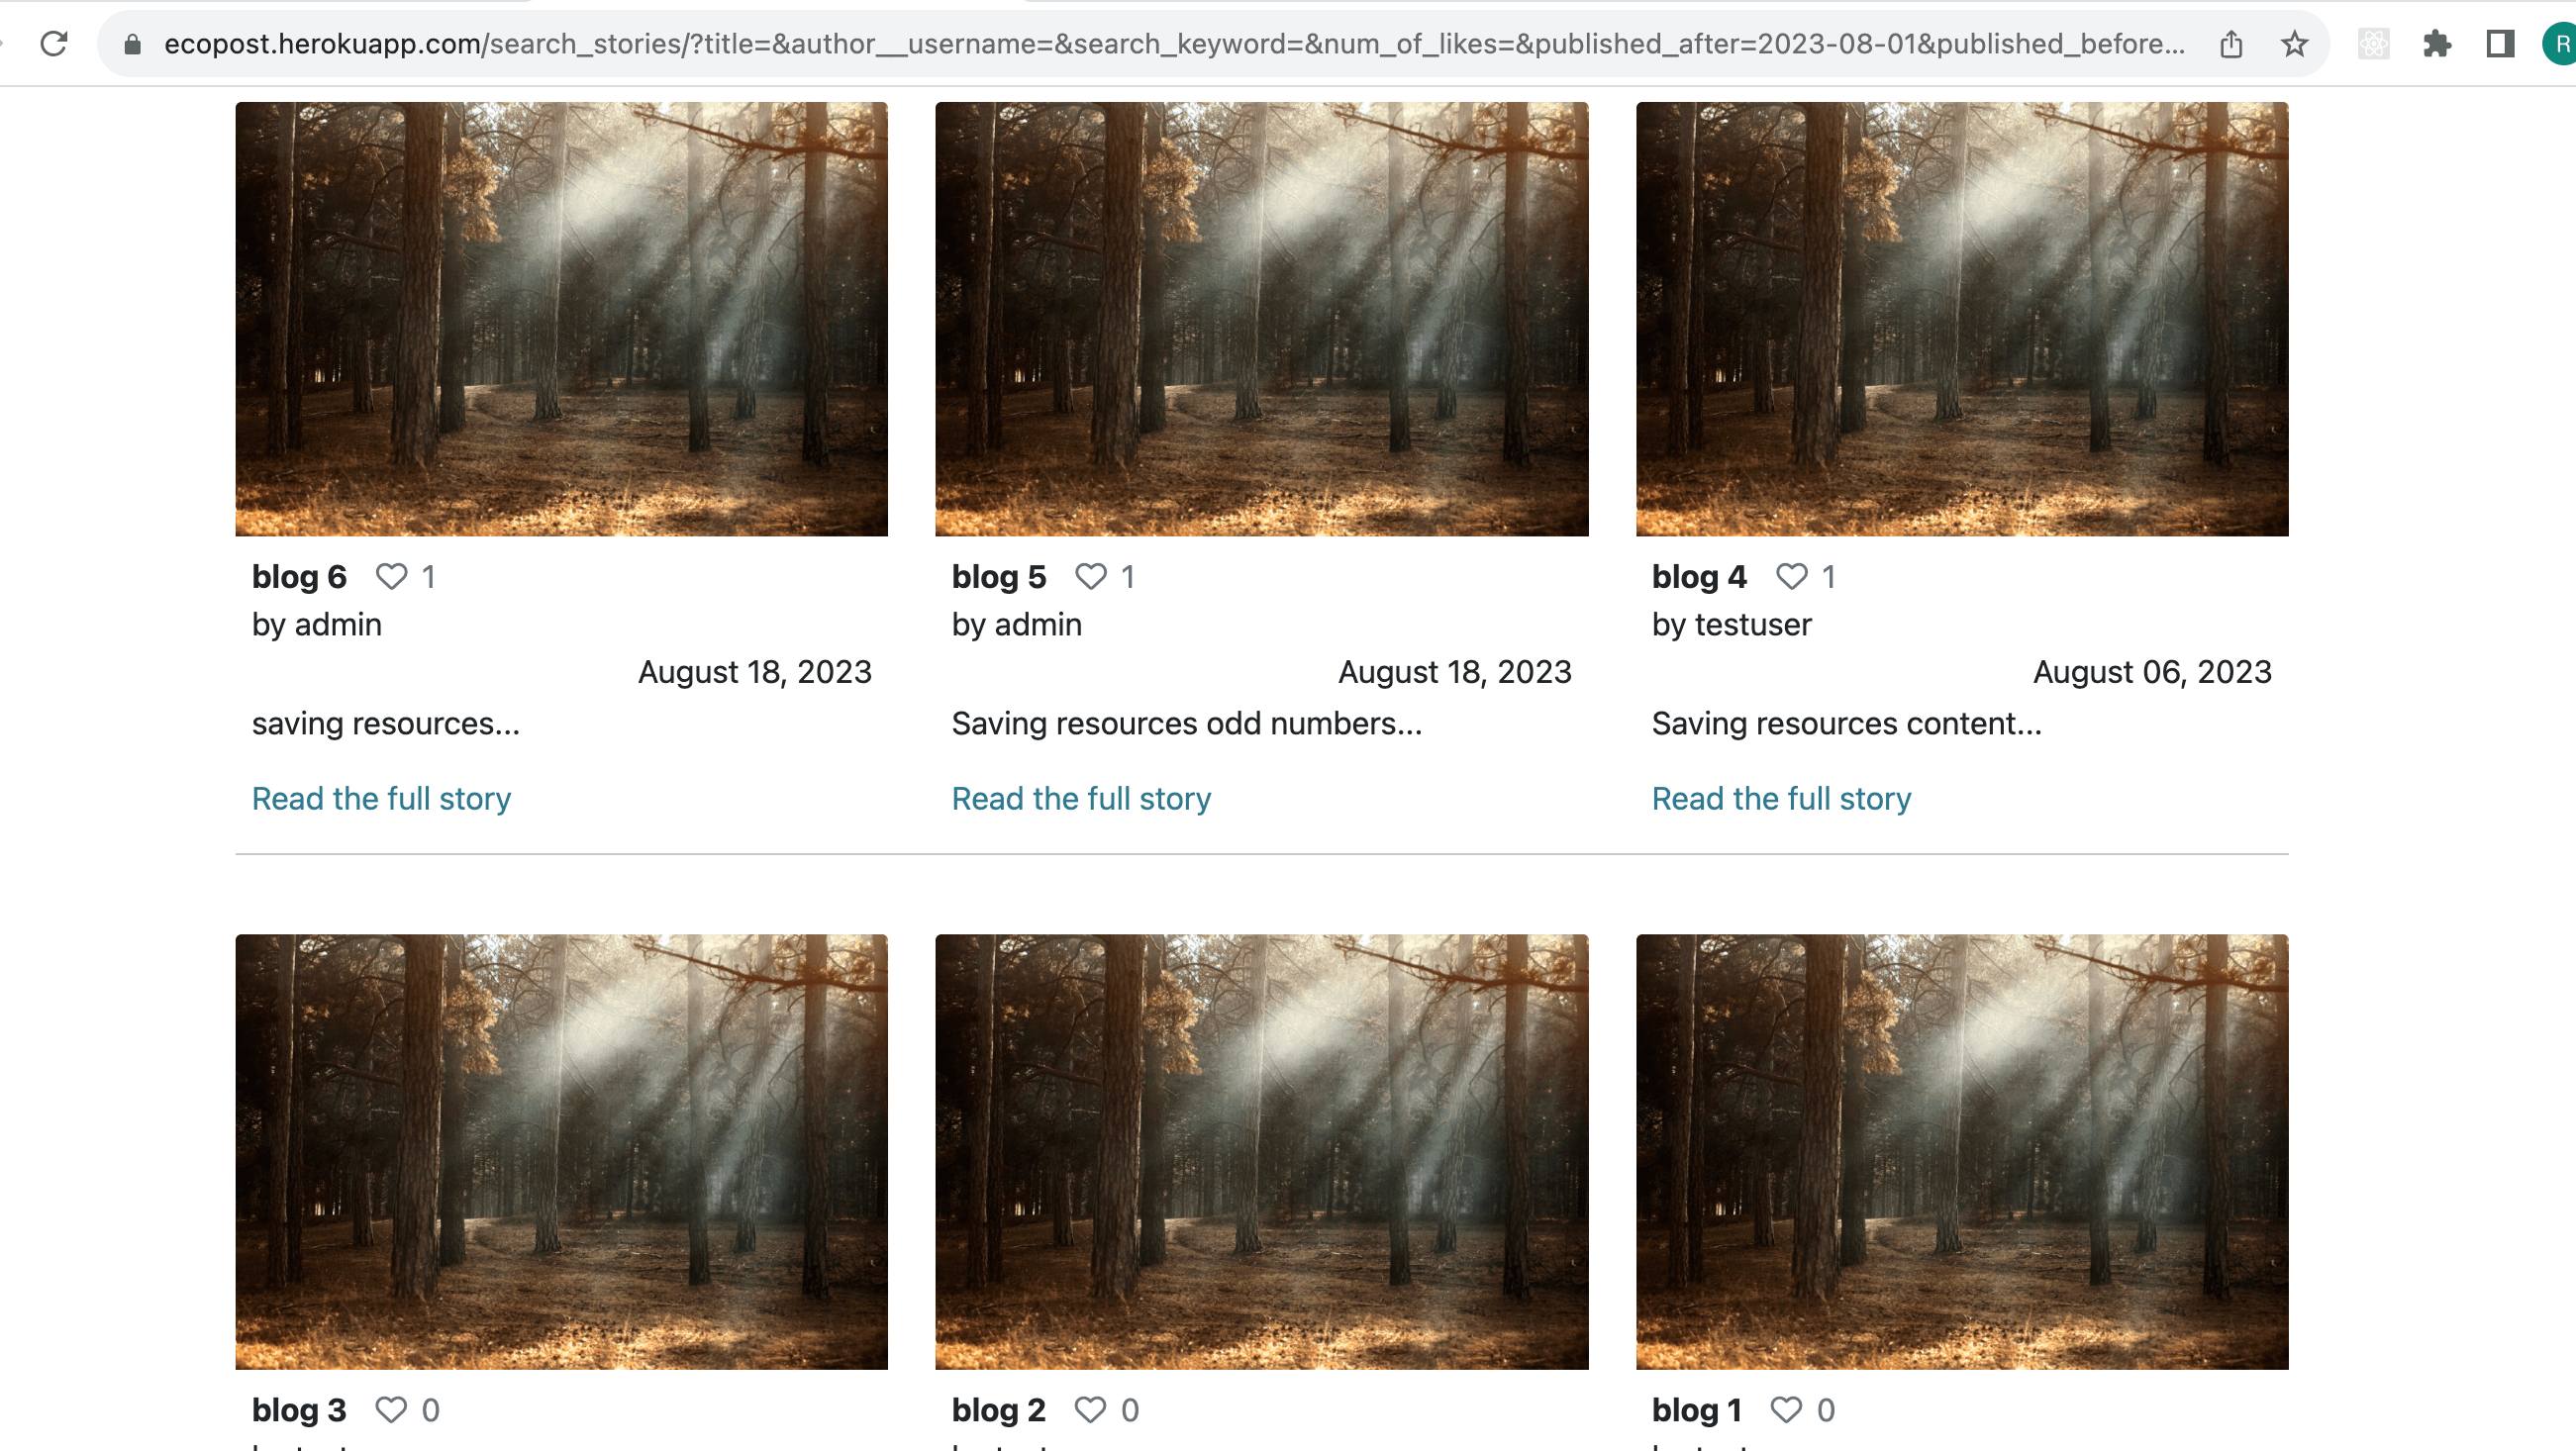 ecopost.herokuapp.com/search_stories/?title=&author__username=&search_keyword=&num_of_likes=&published_after=2023-08-01&published_before...
R
blog 6 1
by admin
August 18, 2023
saving resources...
Read the full story
blog 5 1
by admin
August 18, 2023
Saving resources odd numbers...
Read the full story
blog 4 1
by testuser
August 06, 2023
Saving resources content...
Read the full story
blog 3 0
blog 2 0
blog 1 0